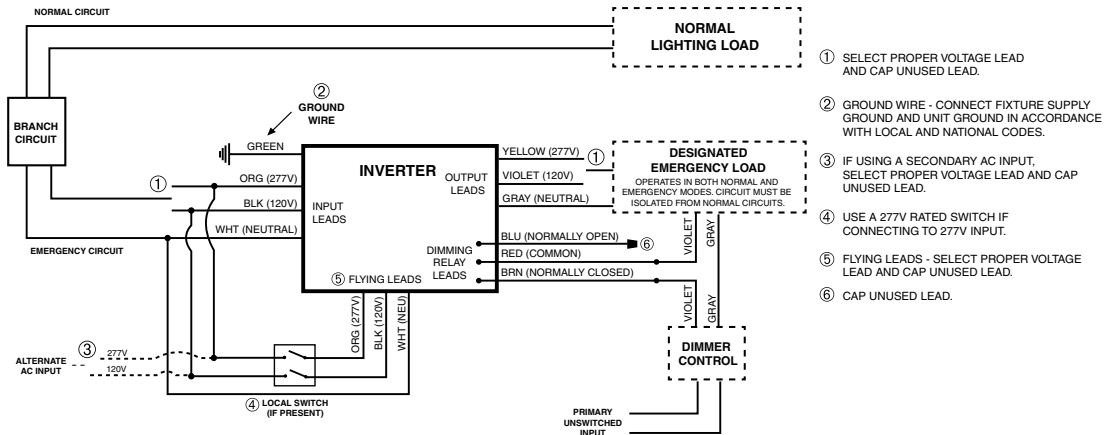 NORMAL CIRCUIT
NORMAL
LIGHTING LOAD
BRANCH
CIRCUIT
②
GROUND
WIRE
GREEN
①
ORG (277V)
BLK (120V)
WHT (NEUTRAL)
EMERGENCY CIRCUIT
INVERTER
INPUT
LEADS
OUTPUT
LEADS
DIMMING
RELAY
LEADS
⑤ FLYING LEADS
YELLOW (277V)
①
VIOLET (120V)
GRAY (NEUTRAL)
BLU (NORMALLY OPEN)
⑥
RED (COMMON)
BRN (NORMALLY CLOSED)
DESIGNATED
EMERGENCY LOAD
OPERATES IN BOTH NORMAL AND
EMERGENCY MODES. CIRCUIT MUST BE
ISOLATED FROM NORMAL CIRCUITS.
VIOLET
GRAY
VIOLET
GRAY
DIMMER
CONTROL
PRIMARY
UNSWITCHED
INPUT
ORG (277V)
BLK (120V)
WHT (NEU)
ALTERNATE
AC INPUT
③
277V
120V
④ LOCAL SWITCH
(IF PRESENT)
① SELECT PROPER VOLTAGE LEAD
AND CAP UNUSED LEAD.
② GROUND WIRE - CONNECT FIXTURE SUPPLY
GROUND AND UNIT GROUND IN ACCORDANCE
WITH LOCAL AND NATIONAL CODES.
③ IF USING A SECONDARY AC INPUT,
SELECT PROPER VOLTAGE LEAD AND CAP
UNUSED LEAD.
④ USE A 277V RATED SWITCH IF
CONNECTING TO 277V INPUT.
⑤ FLYING LEADS - SELECT PROPER VOLTAGE
LEAD AND CAP UNUSED LEAD.
⑥ CAP UNUSED LEAD.